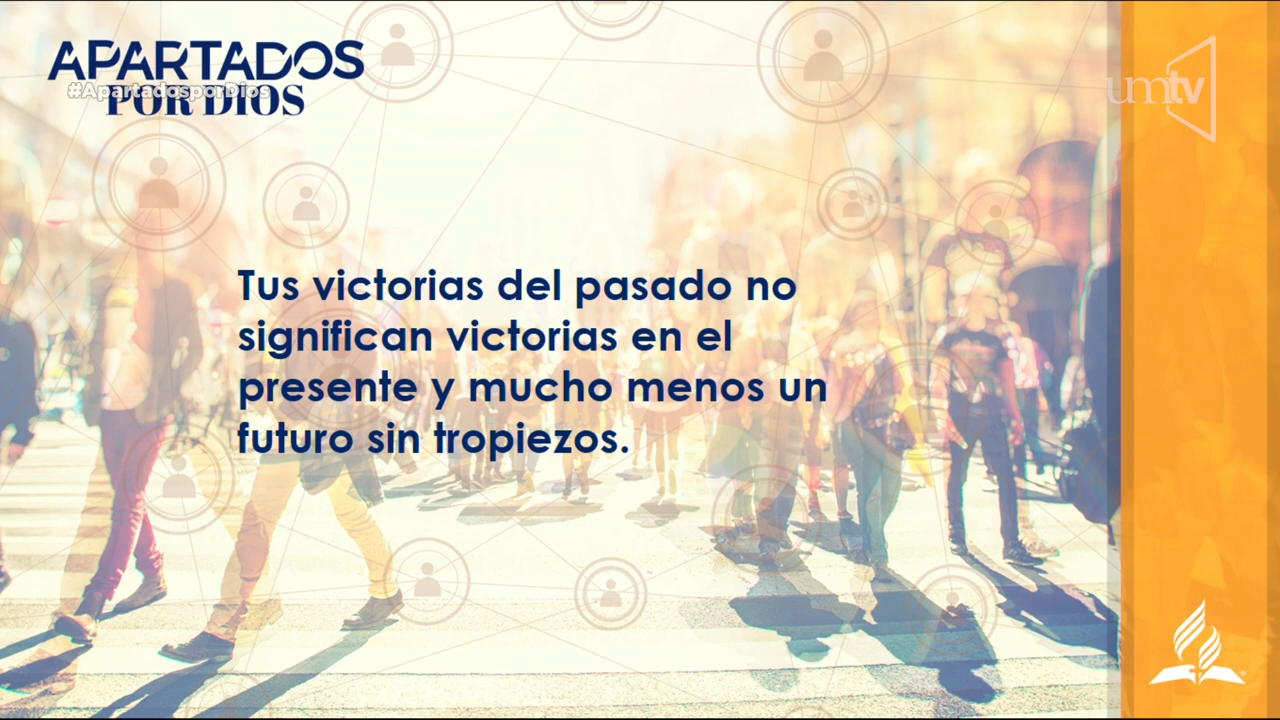 APARTADOS
POR DIOS
#ApartadosporDios
umtv
Tus victorias del pasado no
significan victorias en el
presente y mucho menos un
futuro sin tropiezos.